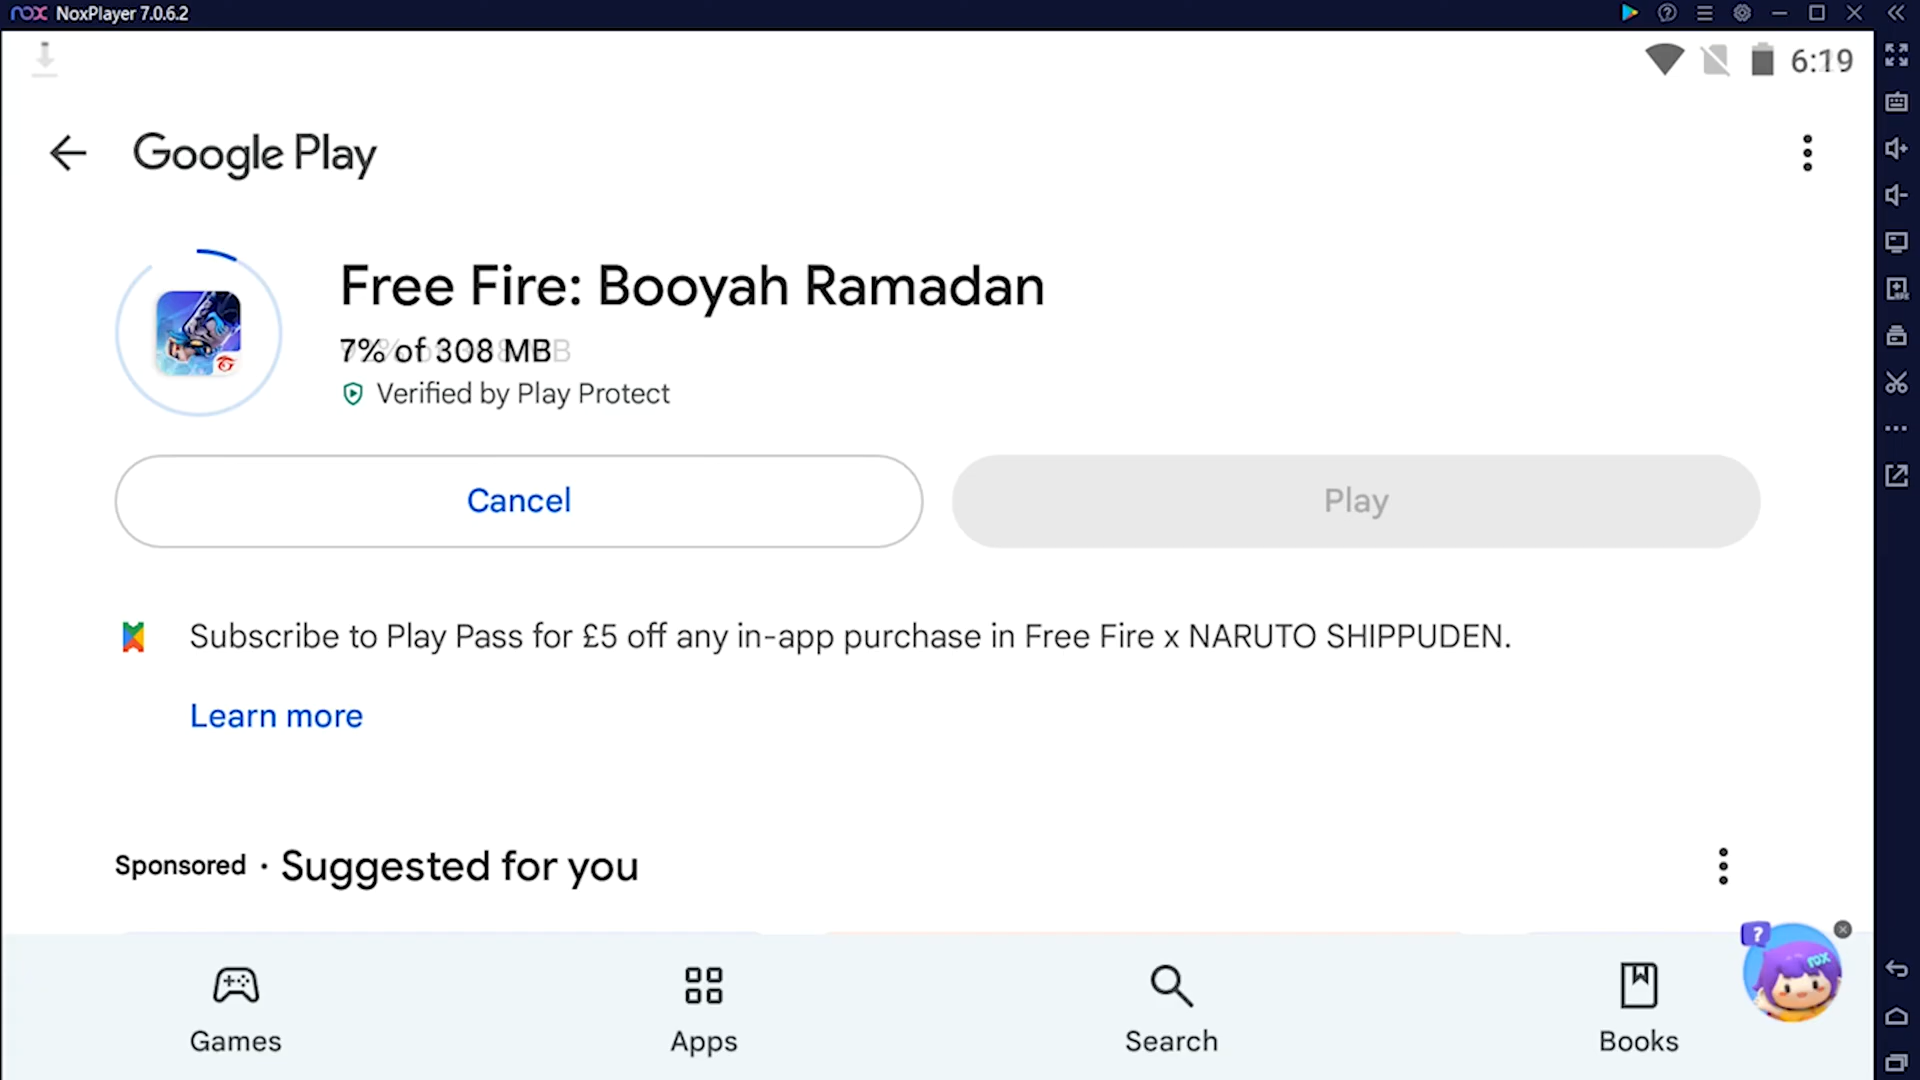 nox NoxPlayer 7.0.6.2
6:19
Google Play
Free Fire: Booyah Ramadan
7% of 308 MB
Verified by Play Protect
Cancel
Play
Subscribe to Play Pass for £5 off any in-app purchase in Free Fire x NARUTO SHIPPUDEN.
Learn more
Sponsored · Suggested for you
?
nox
Games
Apps
Search
Books